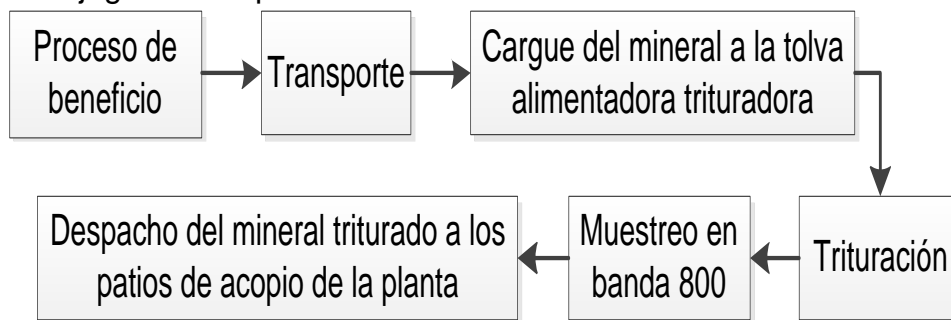 Proceso de
beneficio
Transporte
Cargue del mineral a la tolva
alimentadora trituradora
Trituración
Muestreo en
banda 800
Despacho del mineral triturado a los
patios de acopio de la planta